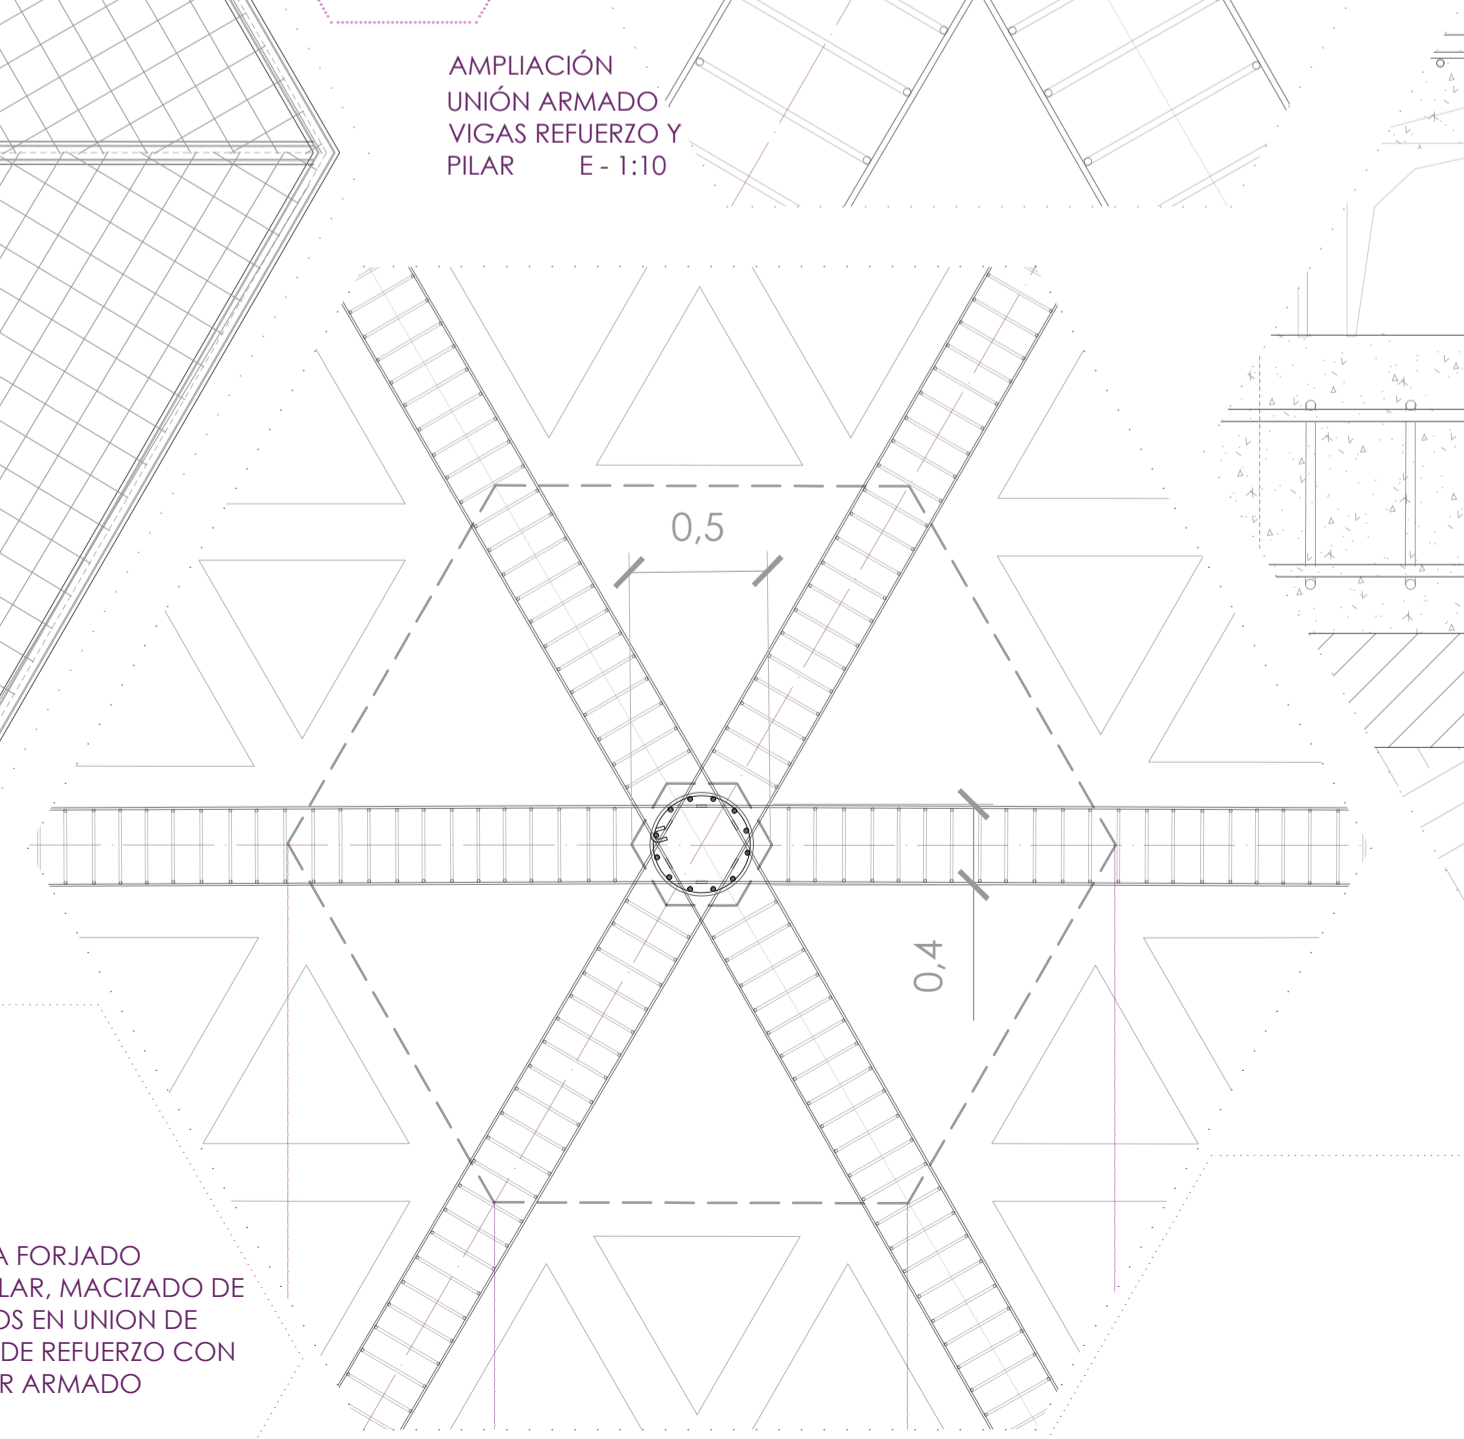 AMPLIACIÓN
UNIÓN ARMADO
VIGAS REFUERZO Y
PILAR E - 1:10
0,5
0,4
A FORJADO
LAR, MACIZADO DE
OS EN UNION DE
DE REFUERZO CON
R ARMADO